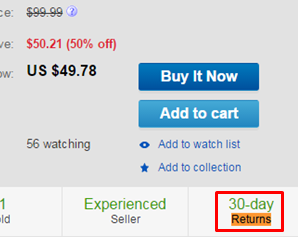 ce: $99.99
ve: $50.21 (50% off)
ow: US $49.78
Buy It Now
Add to cart
56 watching
Add to watch list
Add to collection
1
old
Experienced
Seller
30-day
Returns